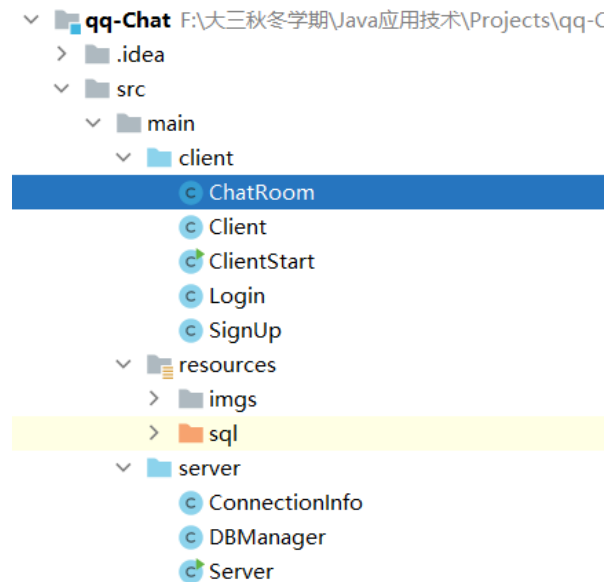 qq-Chat F:\大三秋冬学期\Java应用技术\Projects\qq-C
.idea
src
main
client
C ChatRoom
C Client
C ClientStart
C Login
C SignUp
resources
imgs
sql
server
C ConnectionInfo
C DBManager
C Server